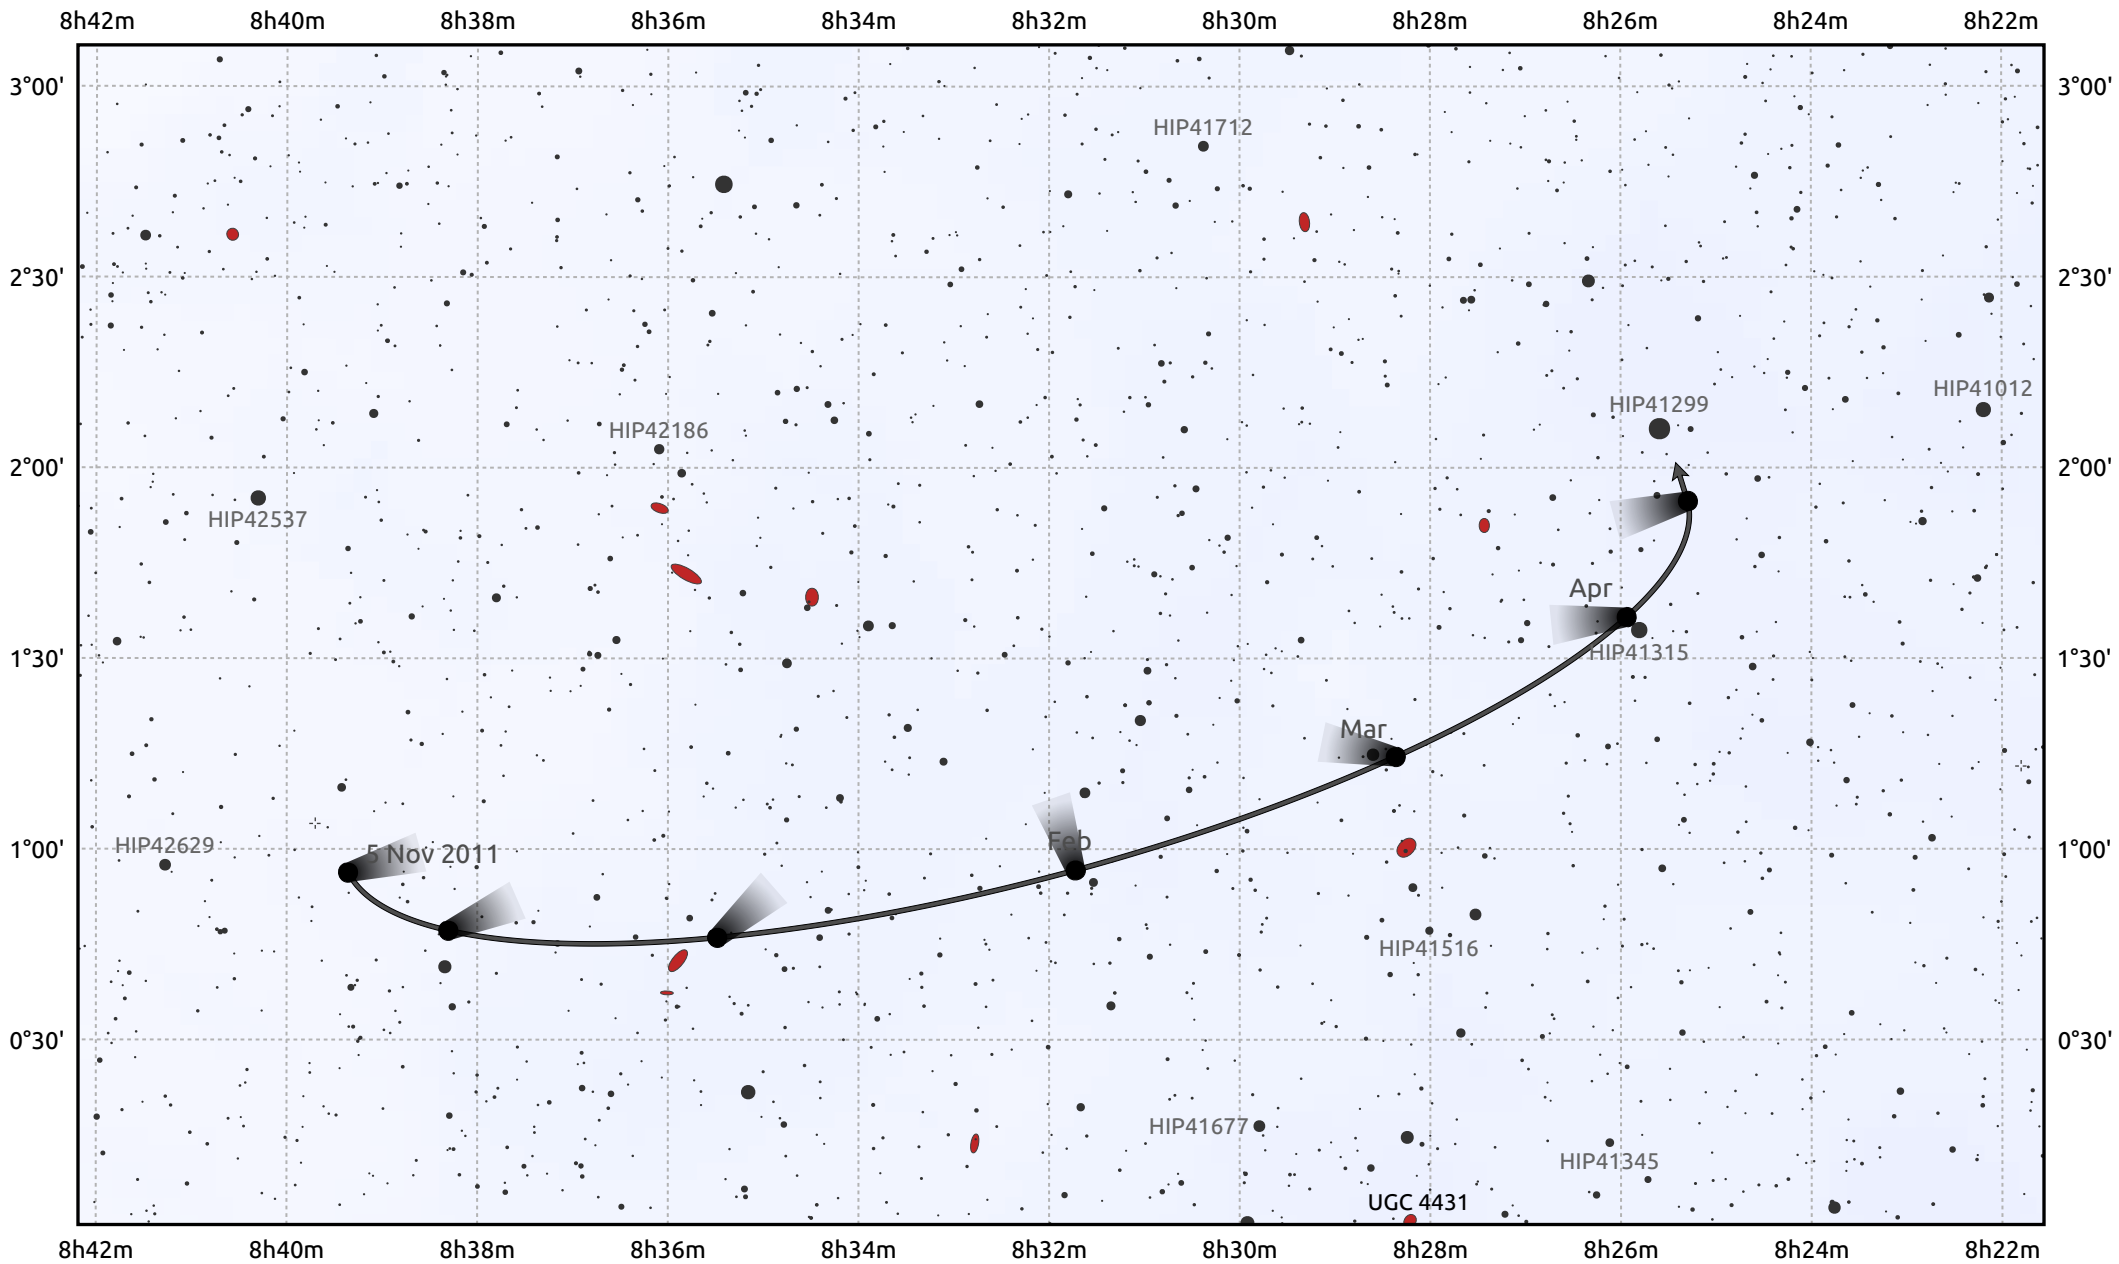 8h42m 8h40m 8h38m 8h36m 8h34m 8h32m 8h30m 8h28m 8h26m 8h24m 8h22m
3°00' 3°00'
HIP41712
2°30' 2°30'
HIP41012
HIP41299
HIP42186
2°00' 2°00'
HIP42537
Apr
1°30' HIP41315 1°30'
Mar
Feb
HIP42629
1°00' 5 Nov 2011 1°00'
HIP41516
0°30' 0°30'
HIP41677
HIP41345
UGC 4431
8h42m 8h40m 8h38m 8h36m 8h34m 8h32m 8h30m 8h28m 8h26m 8h24m 8h22m